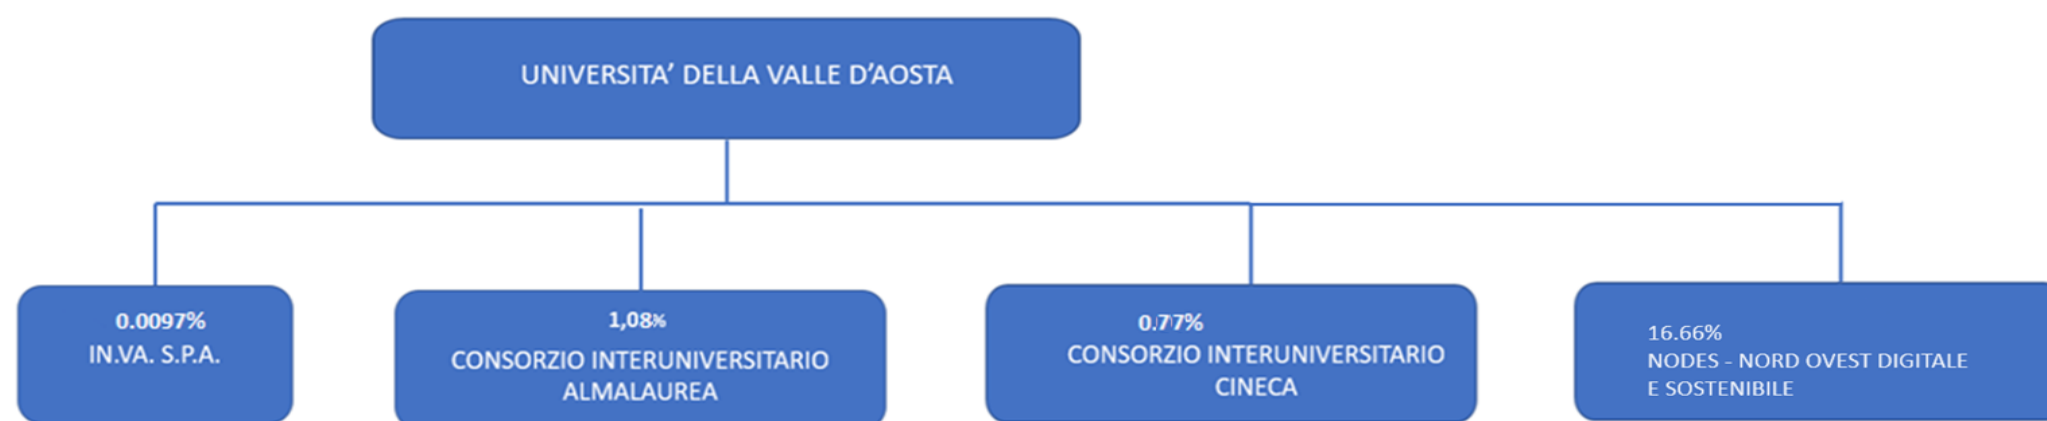 UNIVERSITA’ DELLA VALLE D’AOSTA
0.0097%
IN.VA. S.P.A.
1,08%
CONSORZIO INTERUNIVERSITARIO
ALMALAUREA
0.77%
CONSORZIO INTERUNIVERSITARIO
CINECA
16.66%
NODES - NORD OVEST DIGITALE
E SOSTENIBILE